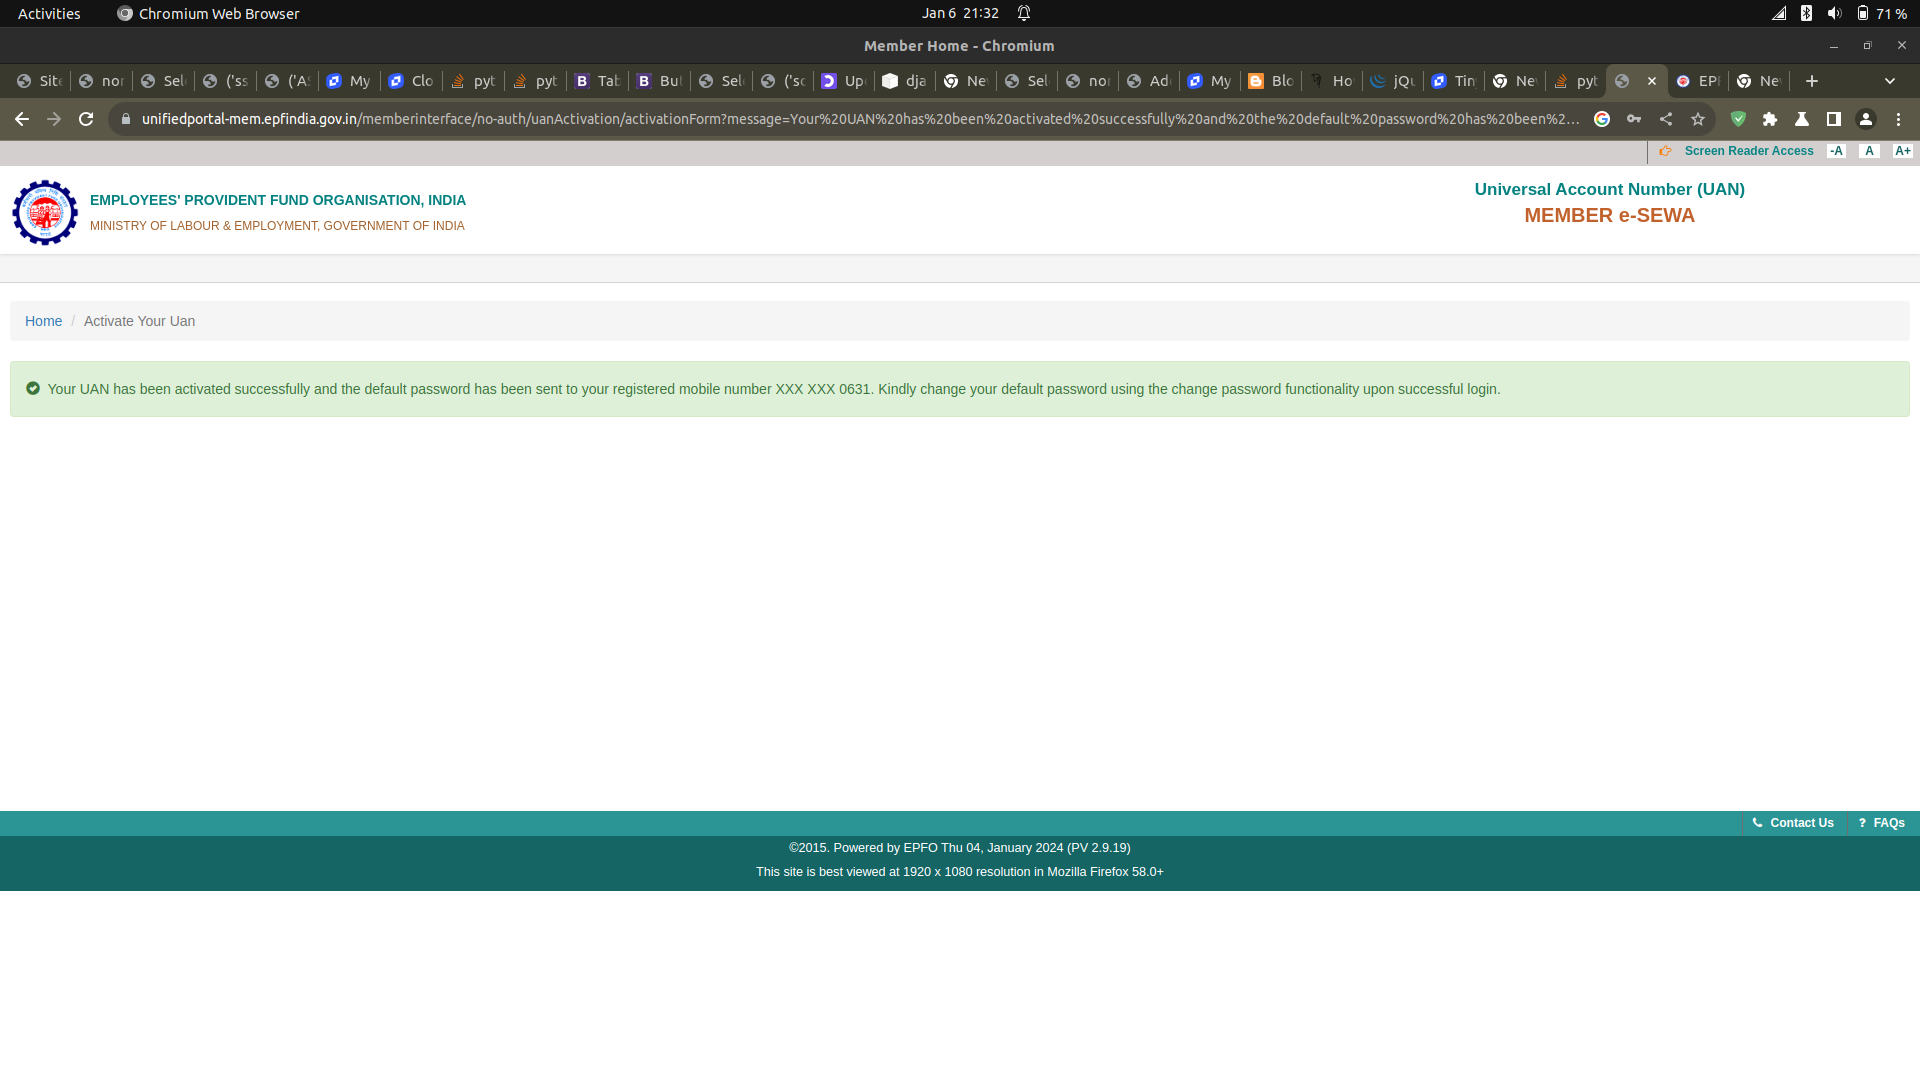 Activities
Chromium Web Browser
Jan 6 21:32
71 %
Member Home - Chromium
Site
nor
Sel
('ss
('AS
My
Clo
pyt
pyt
Tab
But
Sel
('sc
Upo
dja
Nev
Sel
nor
Ad
My
Blo
Ho
jQu
Tiny
Nev
pyt
EPF
Nev
unifiedportal-mem.epfindia.gov.in/memberinterface/no-auth/uanActivation/activationForm?message=Your%20UAN%20has%20been%20activated%20successfully%20and%20the%20default%20password%20has%20been%2...
Screen Reader Access
-A
A
A+
EMPLOYEES' PROVIDENT FUND ORGANISATION, INDIA
MINISTRY OF LABOUR & EMPLOYMENT, GOVERNMENT OF INDIA
Universal Account Number (UAN)
MEMBER e-SEWA
Home / Activate Your Uan
Your UAN has been activated successfully and the default password has been sent to your registered mobile number XXX XXX 0631. Kindly change your default password using the change password functionality upon successful login.
Contact Us
? FAQs
©2015. Powered by EPFO Thu 04, January 2024 (PV 2.9.19)
This site is best viewed at 1920 x 1080 resolution in Mozilla Firefox 58.0+